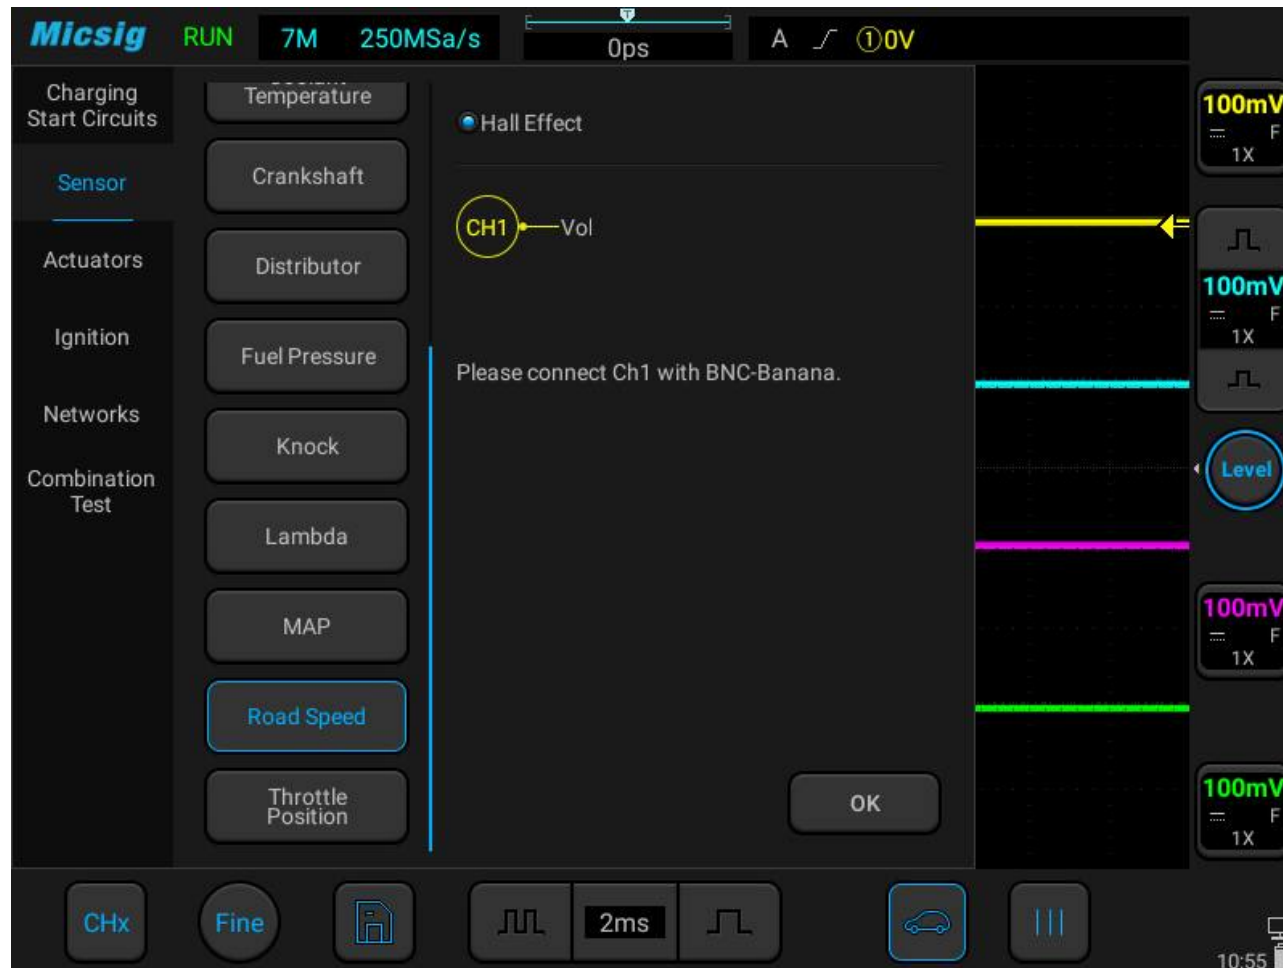 Micsig RUN 7M 250MSa/s T 0ps A ①0V
Charging
Start Circuits
Sensor
Actuators
Ignition
Networks
Combination
Test
Temperature
Crankshaft
Distributor
Fuel Pressure
Knock
Lambda
MAP
Road Speed
Throttle
Position
Hall Effect
CH1 Vol
Please connect Ch1 with BNC-Banana.
OK
100mV
F
1X
100mV
F
1X
Level
100mV
F
1X
100mV
F
1X
CHx Fine 2ms
10:55